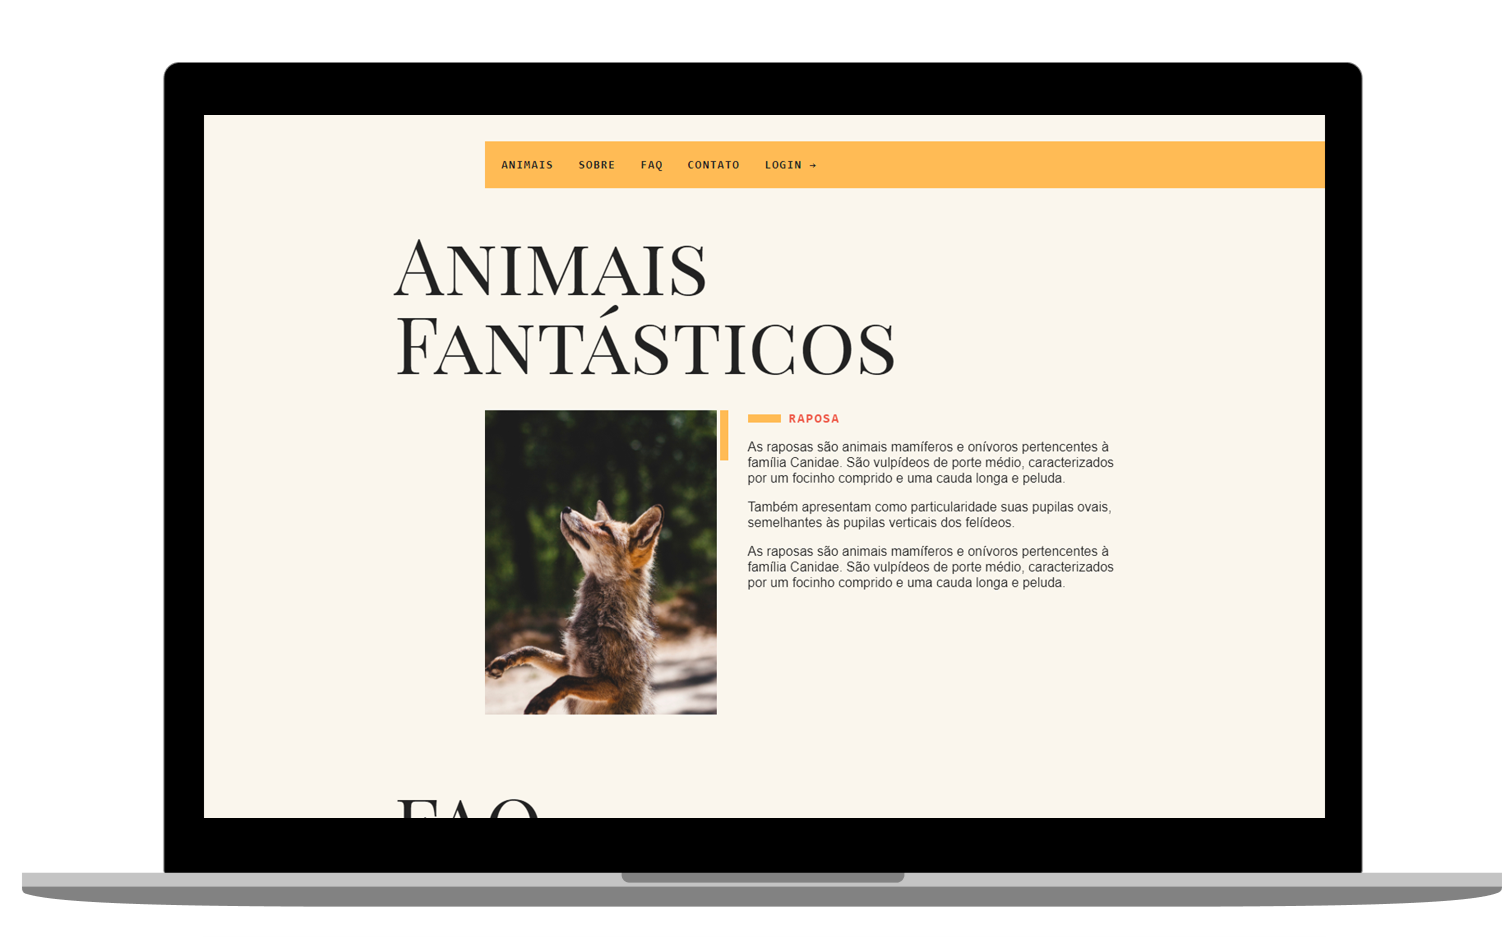 ANIMAIS SOBRE FAQ CONTATO LOGIN →
ANIMAIS
FANTÁSTICOS
RAPOSA
As raposas são animais mamíferos e onívoros pertencentes à
família Canidae. São vulpídeos de porte médio, caracterizados
por um focinho comprido e uma cauda longa e peluda.
Também apresentam como particularidade suas pupilas ovais,
semelhantes às pupilas verticais dos felídeos.
As raposas são animais mamíferos e onívoros pertencentes à
família Canidae. São vulpídeos de porte médio, caracterizados
por um focinho comprido e uma cauda longa e peluda.
FAQ